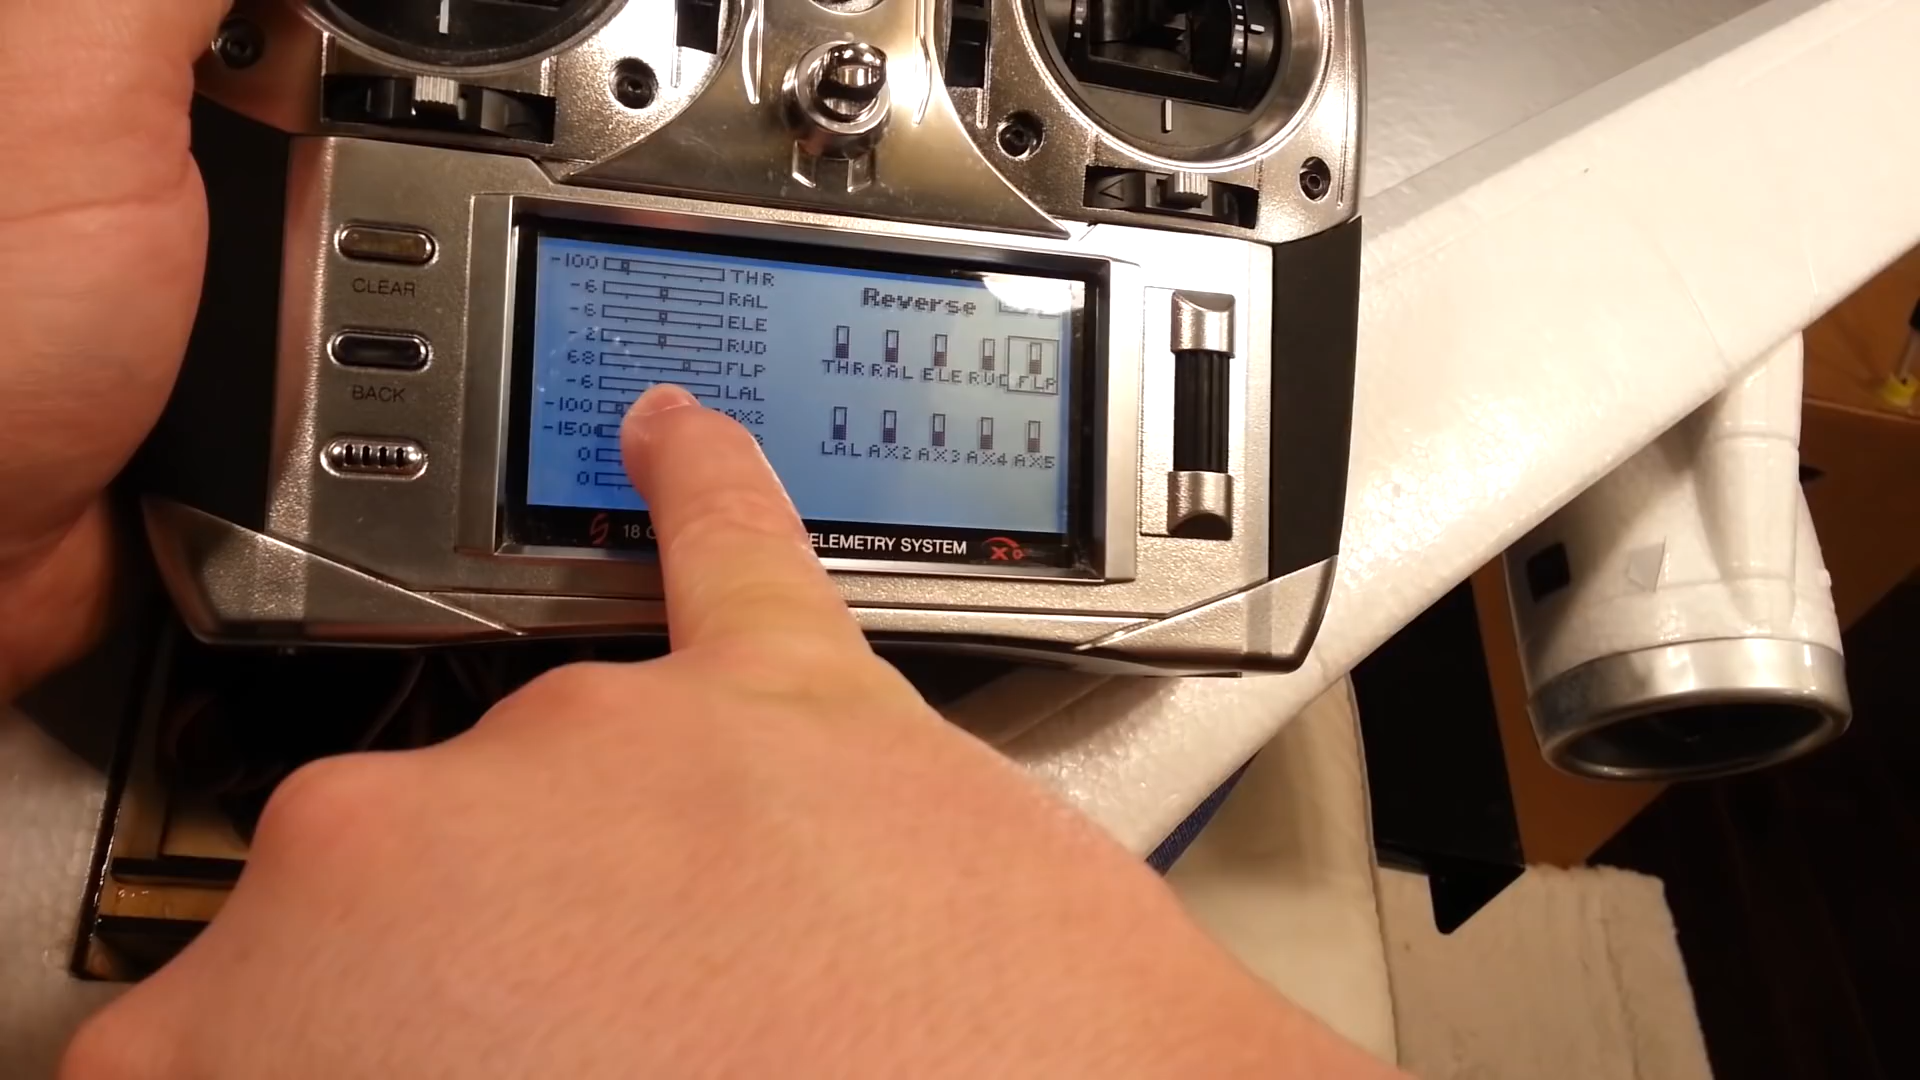 CLEAR
BACK
-100 THR
-6 RAL
-6 ELE
-2 RUD
68 FLP
-6 LAL
-100 AX2
-150
0
0
Reverse
THR RAL ELE RUD FLP
LAL AX2 AX3 AX4 AX5
18 ELEMETRY SYSTEM